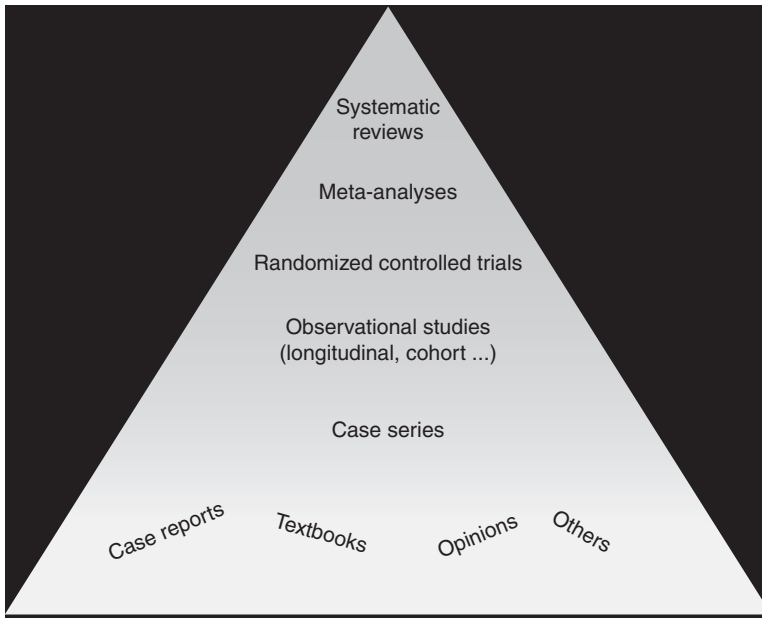 Systematic
reviews
Meta-analyses
Randomized controlled trials
Observational studies
(longitudinal, cohort ...)
Case series
Case reports
Textbooks
Opinions
Others